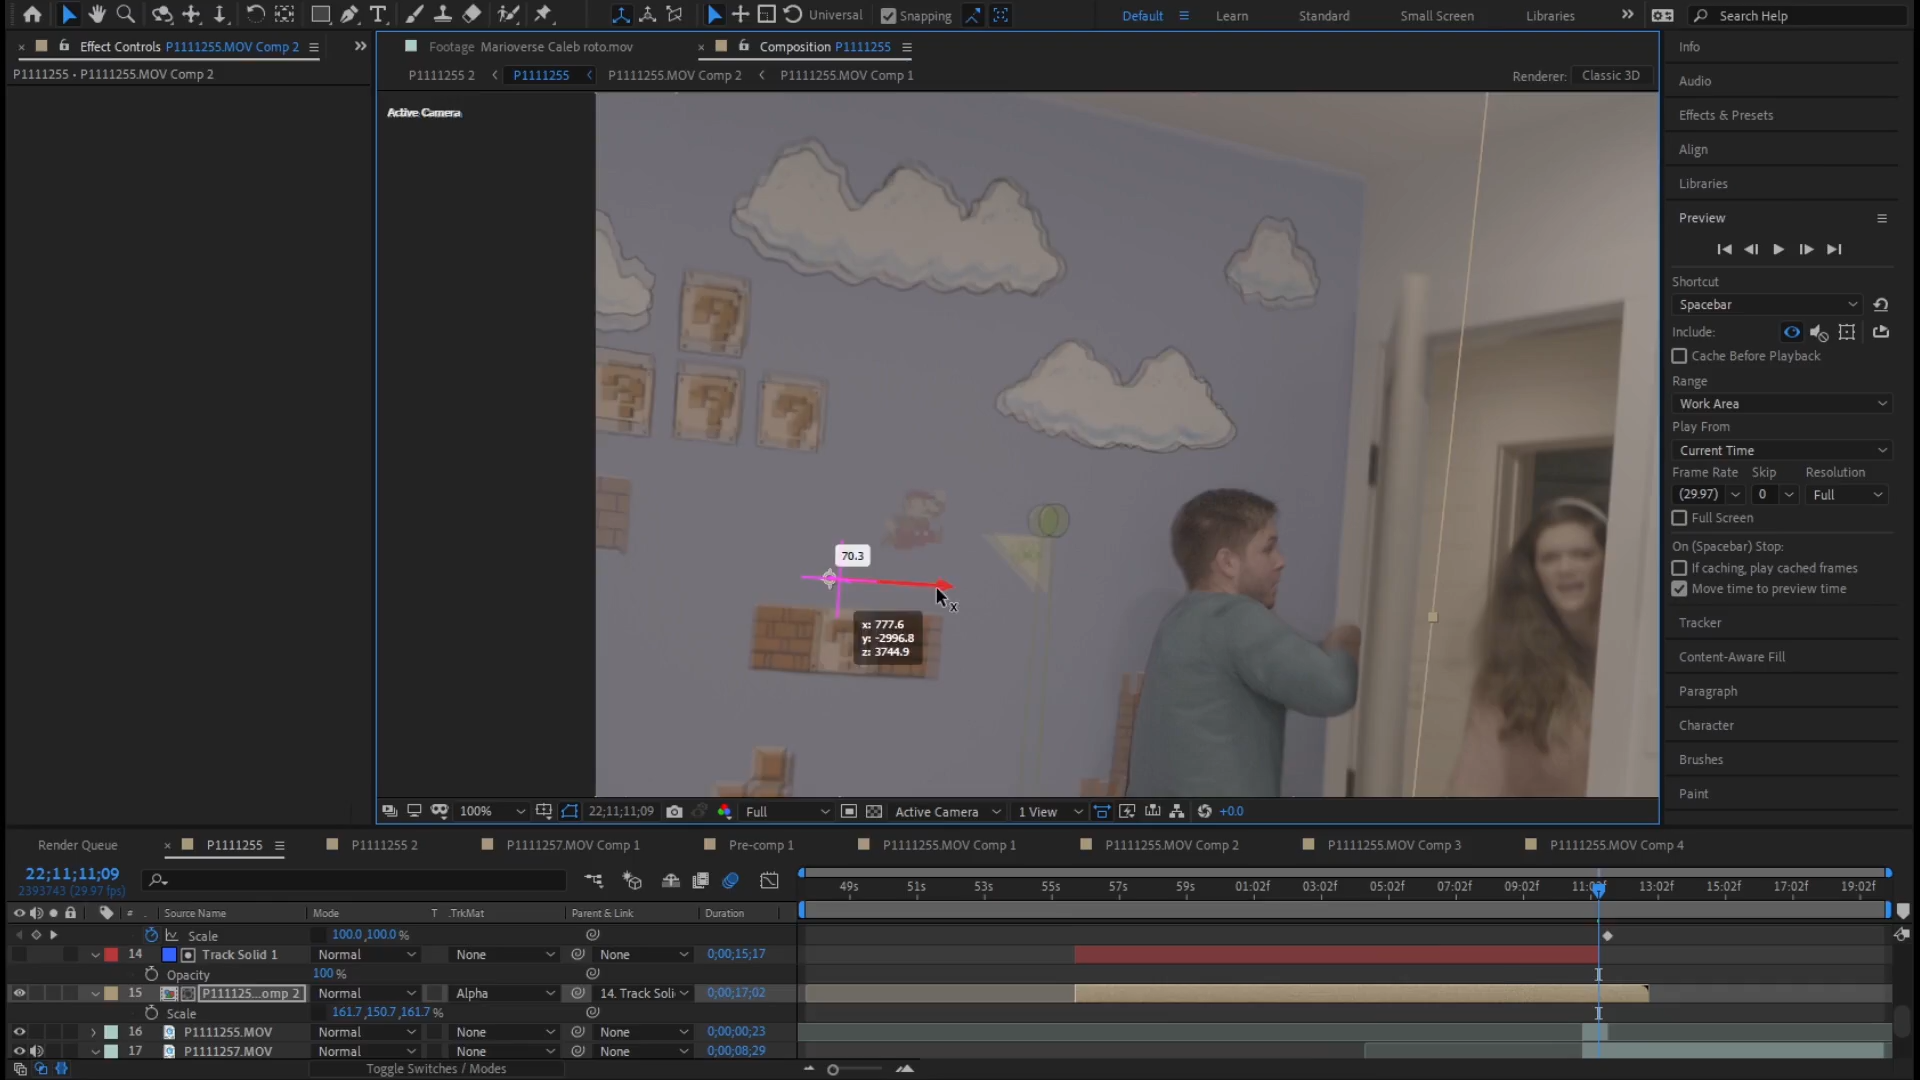 Universal
Snapping
Default
Learn
Standard
Small Screen
Libraries
Search Help
Effect Controls P1111255.MOV Comp 2
P1111255 • P1111255.MOV Comp 2
Footage Marioverse Caleb roto.mov
Composition P1111255
P1111255 2
P1111255
P1111255.MOV Comp 2
P1111255.MOV Comp 1
Renderer:
Classic 3D
Active Camera
70.3
x
x: 777.6
y: -2996.8
z: 3744.9
100%
22;11;11;09
Full
Active Camera
1 View
+0.0
Info
Audio
Effects & Presets
Align
Libraries
Preview
Shortcut
Spacebar
Include:
Cache Before Playback
Range
Work Area
Play From
Current Time
Frame Rate Skip Resolution
(29.97) 0 Full
Full Screen
On (Spacebar) Stop:
If caching, play cached frames
Move time to preview time
Tracker
Content-Aware Fill
Paragraph
Character
Brushes
Paint
Render Queue
P1111255
P1111255 2
P1111257.MOV Comp 1
Pre-comp 1
P1111255.MOV Comp 1
P1111255.MOV Comp 2
P1111255.MOV Comp 3
P1111255.MOV Comp 4
22;11;11;09
2393743 (29.97 fps)
49s 51s 53s 55s 57s 59s 01:02f 03:02f 05:02f 07:02f 09:02f 11:02f 13:02f 15:02f 17:02f 19:02f
# . Source Name Mode T .TrkMat Parent & Link Duration
Scale 100.0,100.0 %
14 Track Solid 1 Normal None None 0;00;15;17
Opacity 100 %
15 P111125...omp 2 Normal Alpha 14. Track Soli 0;00;17;02
Scale 161.7,150.7,161.7 %
16 P1111255.MOV Normal None None 0;00;00;23
17 P1111257.MOV Normal None None 0;00;08;29
Toggle Switches / Modes